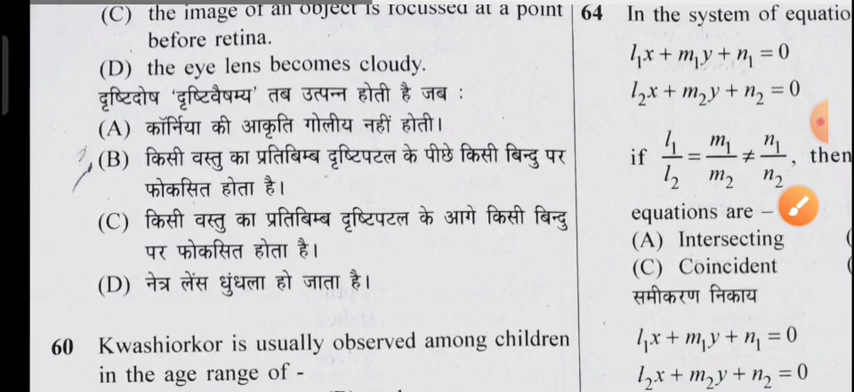 (C) the image of an object is focussed at a point
before retina.
(D) the eye lens becomes cloudy.
दृष्टिदोष ‘दृष्टिवैषम्य’ तब उत्पन्न होती है जब :
(A) कॉर्निया की आकृति गोलीय नहीं होती।
(B) किसी वस्तु का प्रतिबिम्ब दृष्टिपटल के पीछे किसी बिन्दु पर
फोकसित होता है।
(C) किसी वस्तु का प्रतिबिम्ब दृष्टिपटल के आगे किसी बिन्दु
पर फोकसित होता है।
(D) नेत्र लेंस धुंधला हो जाता है।
60 Kwashiorkor is usually observed among children
in the age range of -
64 In the system of equatio
l₁x + m₁y + n₁ = 0
l₂x + m₂y + n₂ = 0
if l₁/l₂ = m₁/m₂ ≠ n₁/n₂, then
equations are –
(A) Intersecting
(C) Coincident
समीकरण निकाय
l₁x + m₁y + n₁ = 0
l₂x + m₂y + n₂ = 0